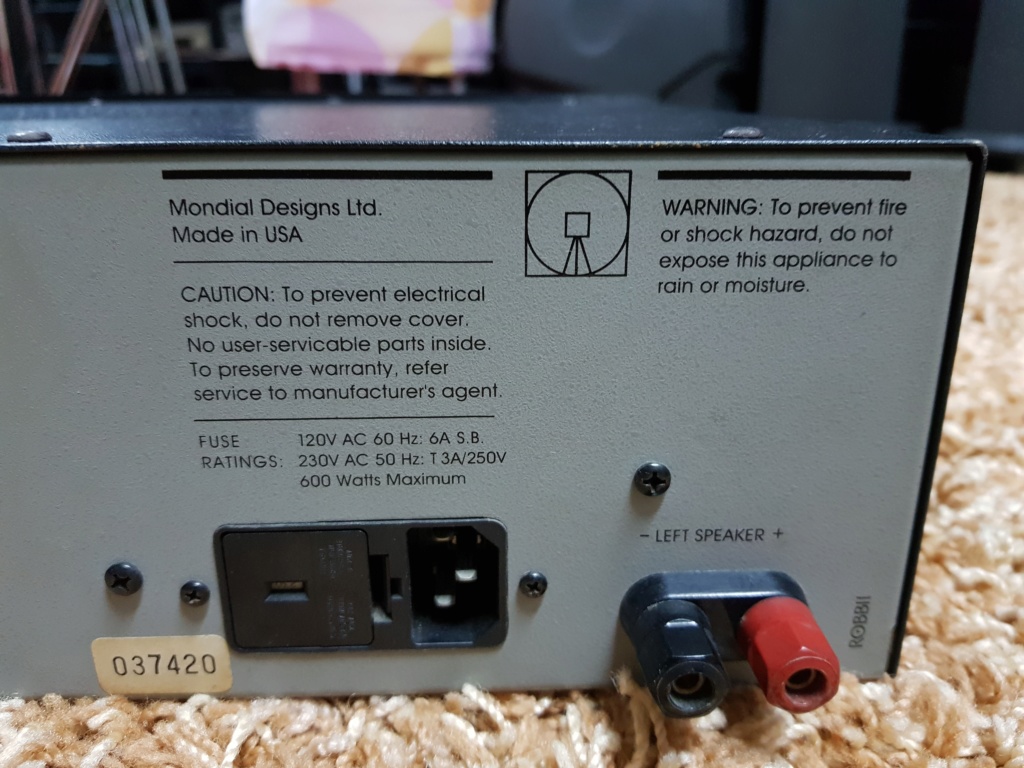 Mondial Designs Ltd.
Made in USA
CAUTION: To prevent electrical
shock, do not remove cover.
No user-servicable parts inside.
To preserve warranty, refer
service to manufacturer's agent.
FUSE 120V AC 60 Hz: 6A S.B.
RATINGS: 230V AC 50 Hz: T 3A/250V
600 Watts Maximum
WARNING: To prevent fire
or shock hazard, do not
expose this appliance to
rain or moisture.
– LEFT SPEAKER +
037420